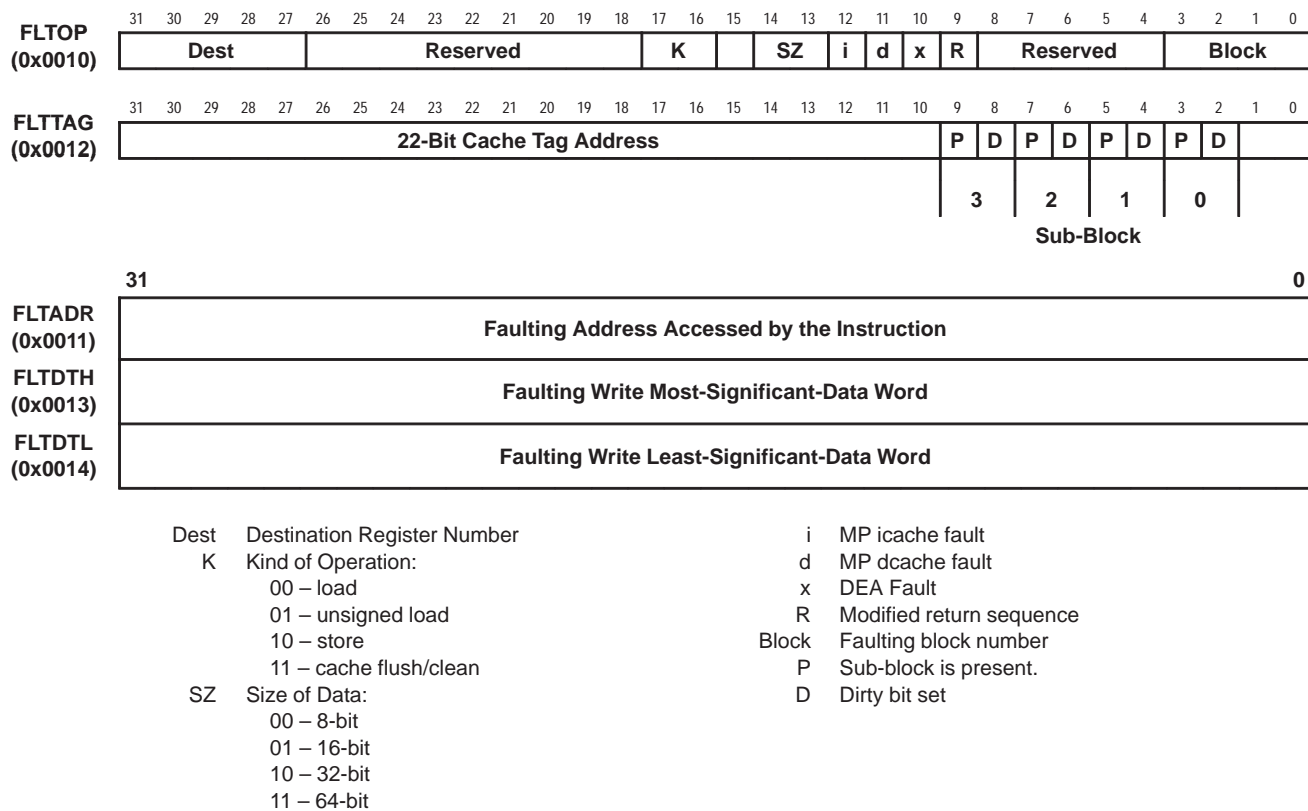 31 30 29 28 27 26 25 24 23 22 21 20 19 18 17 16 15 14 13 12 11 10 9 8 7 6 5 4 3 2 1 0
FLTOP
(0x0010)
Dest Reserved K SZ i d x R Reserved Block
31 30 29 28 27 26 25 24 23 22 21 20 19 18 17 16 15 14 13 12 11 10 9 8 7 6 5 4 3 2 1 0
FLTTAG
(0x0012)
22-Bit Cache Tag Address P D P D P D P D
3 2 1 0
Sub-Block
31 0
FLTADR
(0x0011)
Faulting Address Accessed by the Instruction
FLTDTH
(0x0013)
Faulting Write Most-Significant-Data Word
FLTDTL
(0x0014)
Faulting Write Least-Significant-Data Word
Dest Destination Register Number
K Kind of Operation:
00 – load
01 – unsigned load
10 – store
11 – cache flush/clean
SZ Size of Data:
00 – 8-bit
01 – 16-bit
10 – 32-bit
11 – 64-bit
i MP icache fault
d MP dcache fault
x DEA Fault
R Modified return sequence
Block Faulting block number
P Sub-block is present.
D Dirty bit set